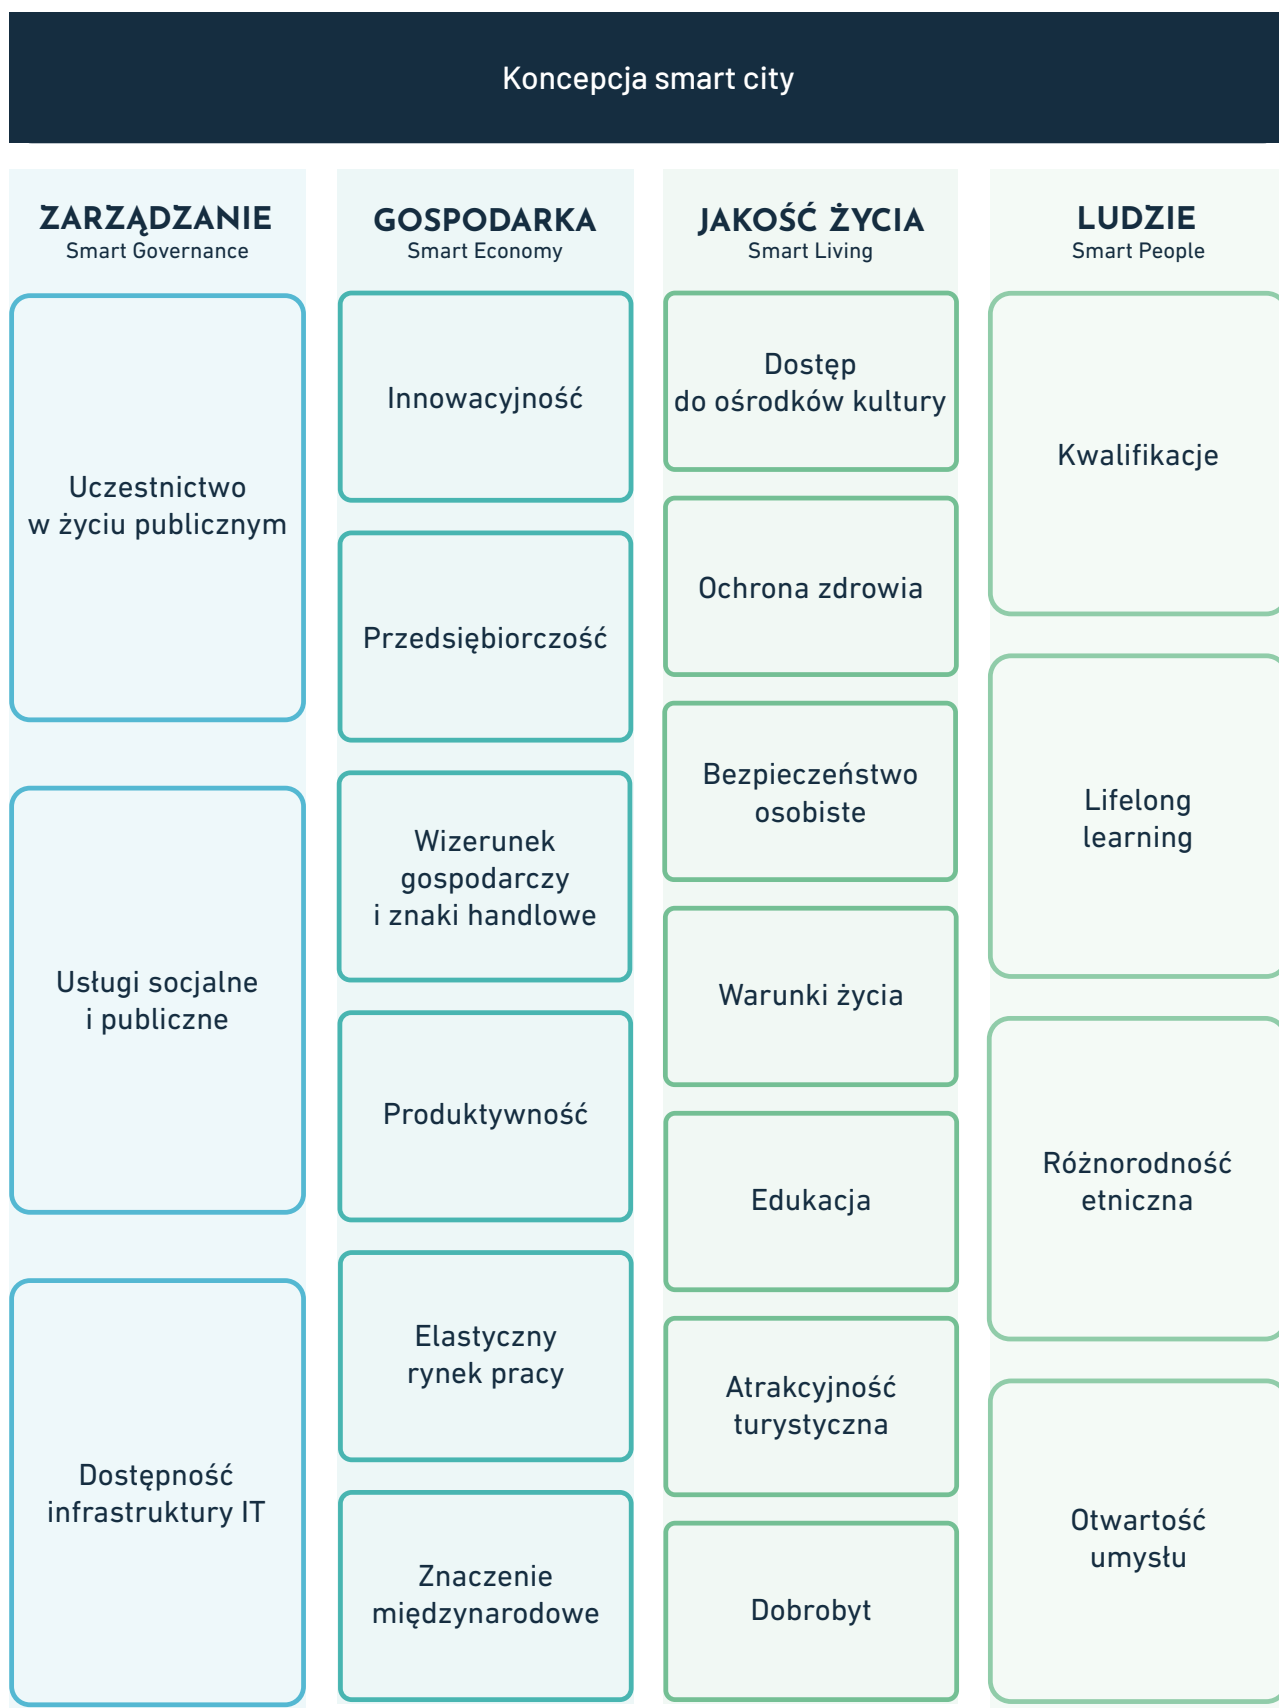 Koncepcja smart city
ZARZĄDZANIE
Smart Governance
Uczestnictwo
w życiu publicznym
Usługi socjalne
i publiczne
Dostępność
infrastruktury IT
GOSPODARKA
Smart Economy
Innowacyjność
Przedsiębiorczość
Wizerunek
gospodarczy
i znaki handlowe
Produktywność
Elastyczny
rynek pracy
Znaczenie
międzynarodowe
JAKOŚĆ ŻYCIA
Smart Living
Dostęp
do ośrodków kultury
Ochrona zdrowia
Bezpieczeństwo
osobiste
Warunki życia
Edukacja
Atrakcyjność
turystyczna
Dobrobyt
LUDZIE
Smart People
Kwalifikacje
Lifelong
learning
Różnorodność
etniczna
Otwartość
umysłu